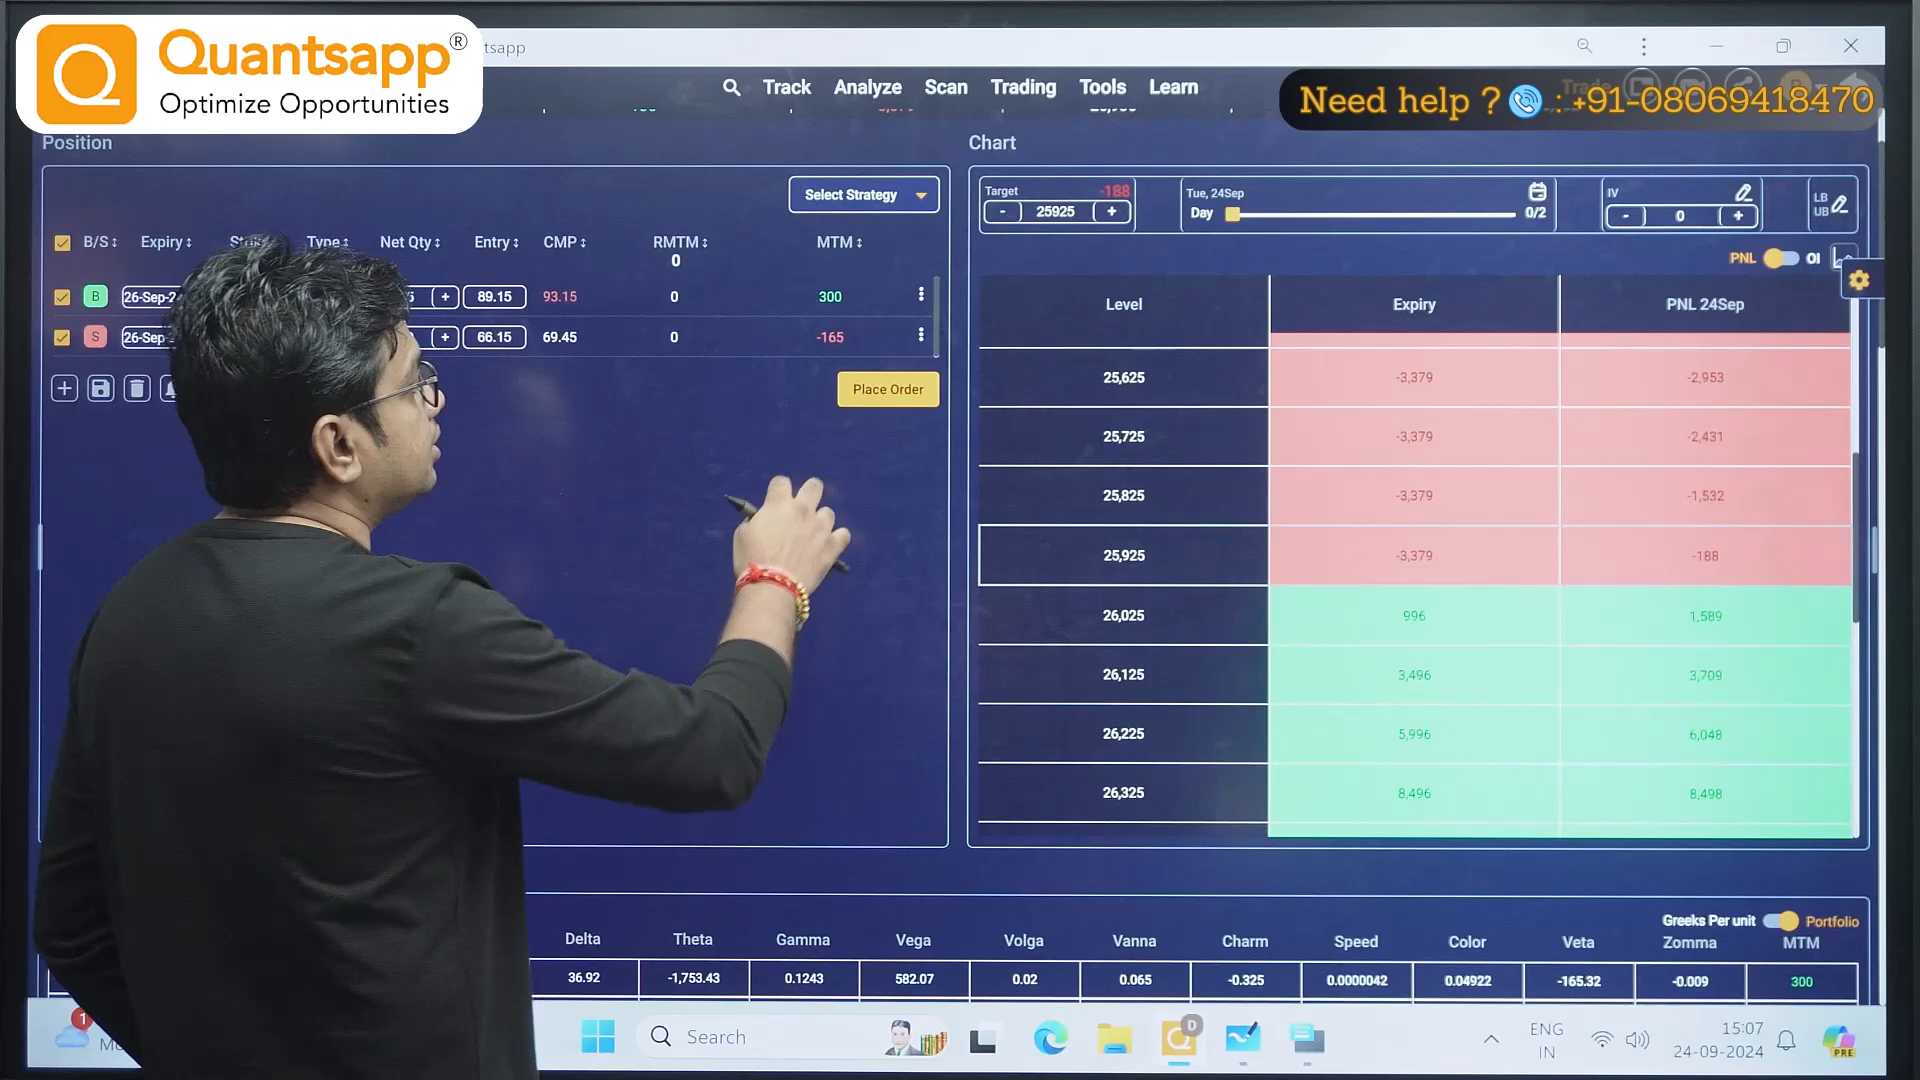 Quantsapp®
Optimize Opportunities
tsapp
Track Analyze Scan Trading Tools Learn
Need help ? : +91-08069418470
Position
Chart
Select Strategy
Target -188
- 25925 +
Tue, 24Sep
Day 0/2
IV
- 0 +
LB
UB
B/S Expiry Type Net Qty Entry CMP RMTM MTM
0
PNL OI
B 26-Sep-2 + 89.15 93.15 0 300
S 26-Sep + 66.15 69.45 0 -165
Place Order
Level Expiry PNL 24Sep
25,625 -3,379 -2,953
25,725 -3,379 -2,431
25,825 -3,379 -1,532
25,925 -3,379 -188
26,025 996 1,589
26,125 3,496 3,709
26,225 5,996 6,048
26,325 8,496 8,498
Greeks Per unit Portfolio
Delta Theta Gamma Vega Volga Vanna Charm Speed Color Veta Zomma MTM
36.92 -1,753.43 0.1243 582.07 0.02 0.065 -0.325 0.0000042 0.04922 -165.32 -0.009 300
1
Search
D
ENG
IN
15:07
24-09-2024
PRE